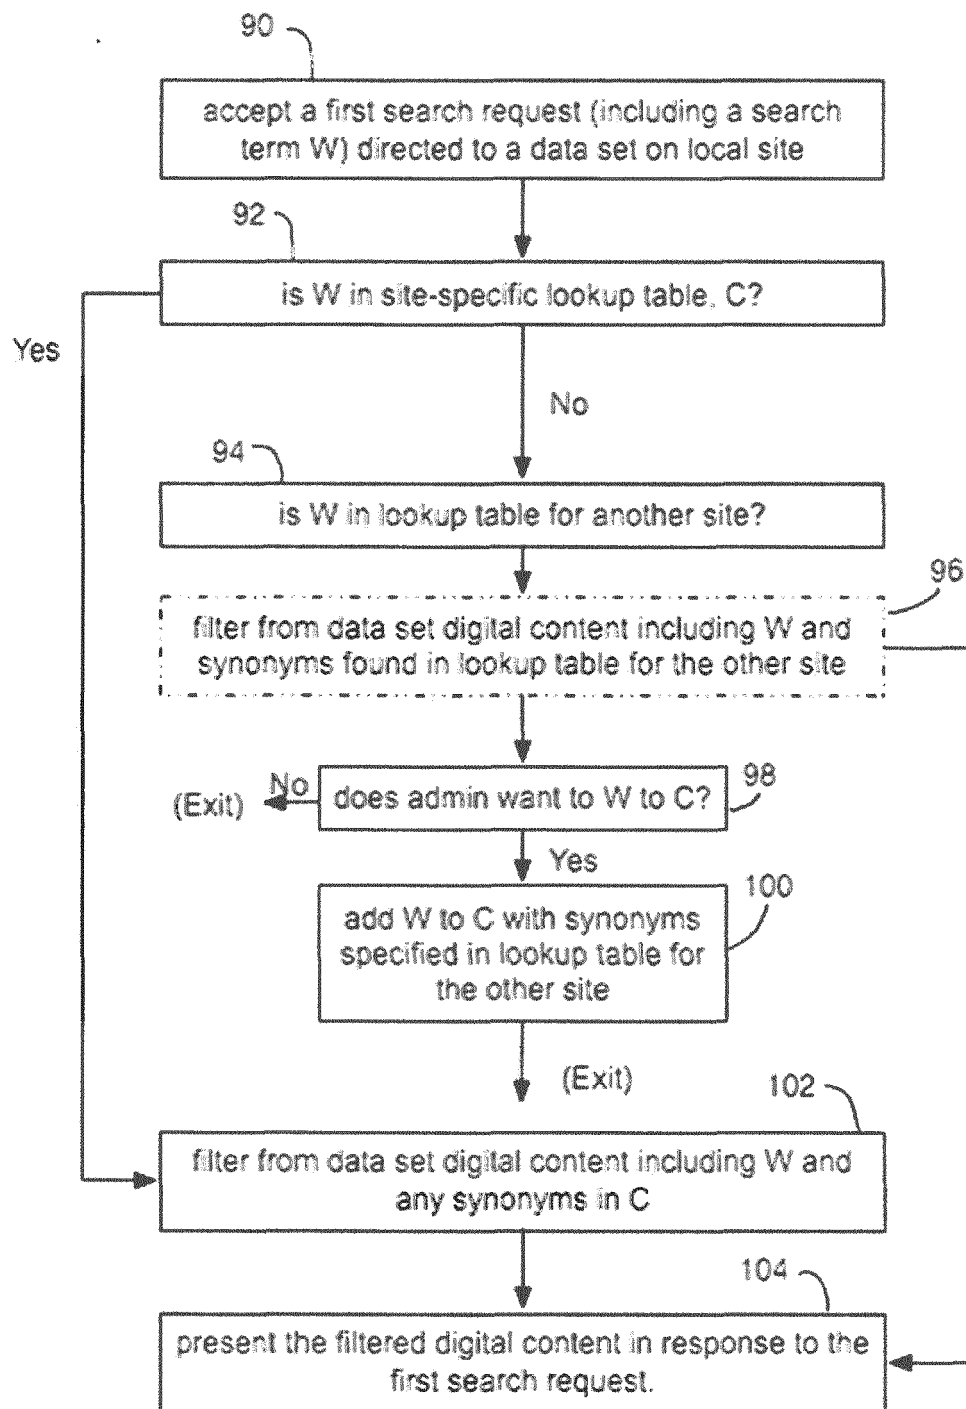 90
accept a first search request (including a search
term W) directed to a data set on local site
92
is W in site-specific lookup table, C?
Yes
No
94
is W in lookup table for another site?
96
filter from data set digital content including W and
synonyms found in lookup table for the other site
98
No
(Exit)
does admin want to W to C?
Yes
100
add W to C with synonyms
specified in lookup table for
the other site
(Exit)
102
filter from data set digital content including W and
any synonyms in C
104
present the filtered digital content in response to the
first search request.